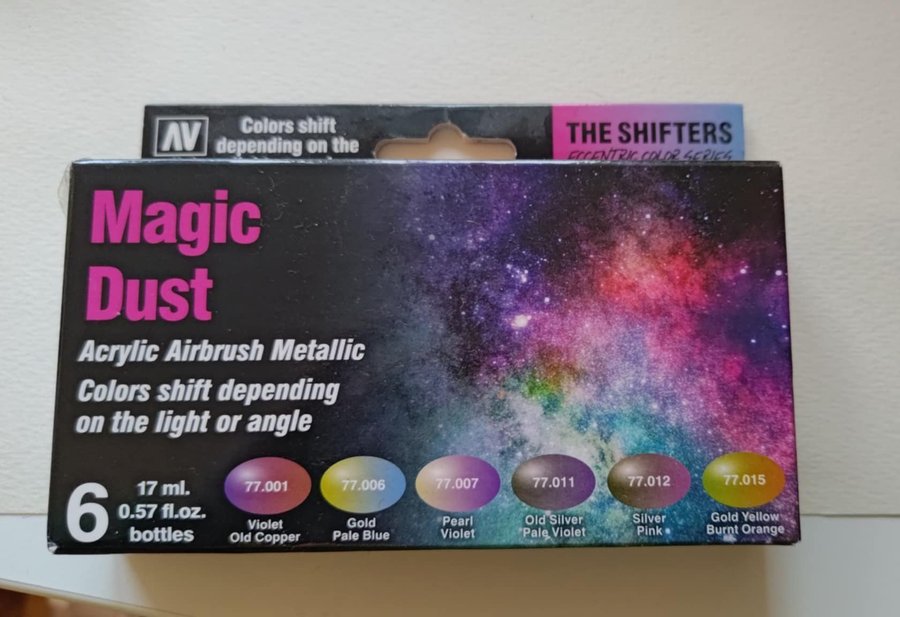 AV
Colors shift
depending on the
THE SHIFTERS
ECCENTRIC COLOR SERIES
Magic
Dust
Acrylic Airbrush Metallic
Colors shift depending
on the light or angle
6
17 ml.
0.57 fl.oz.
bottles
77.001
Violet
Old Copper
77.006
Gold
Pale Blue
77.007
Pearl
Violet
77.011
Old Silver
Pale Violet
77.012
Silver
Pink
77.015
Gold Yellow
Burnt Orange